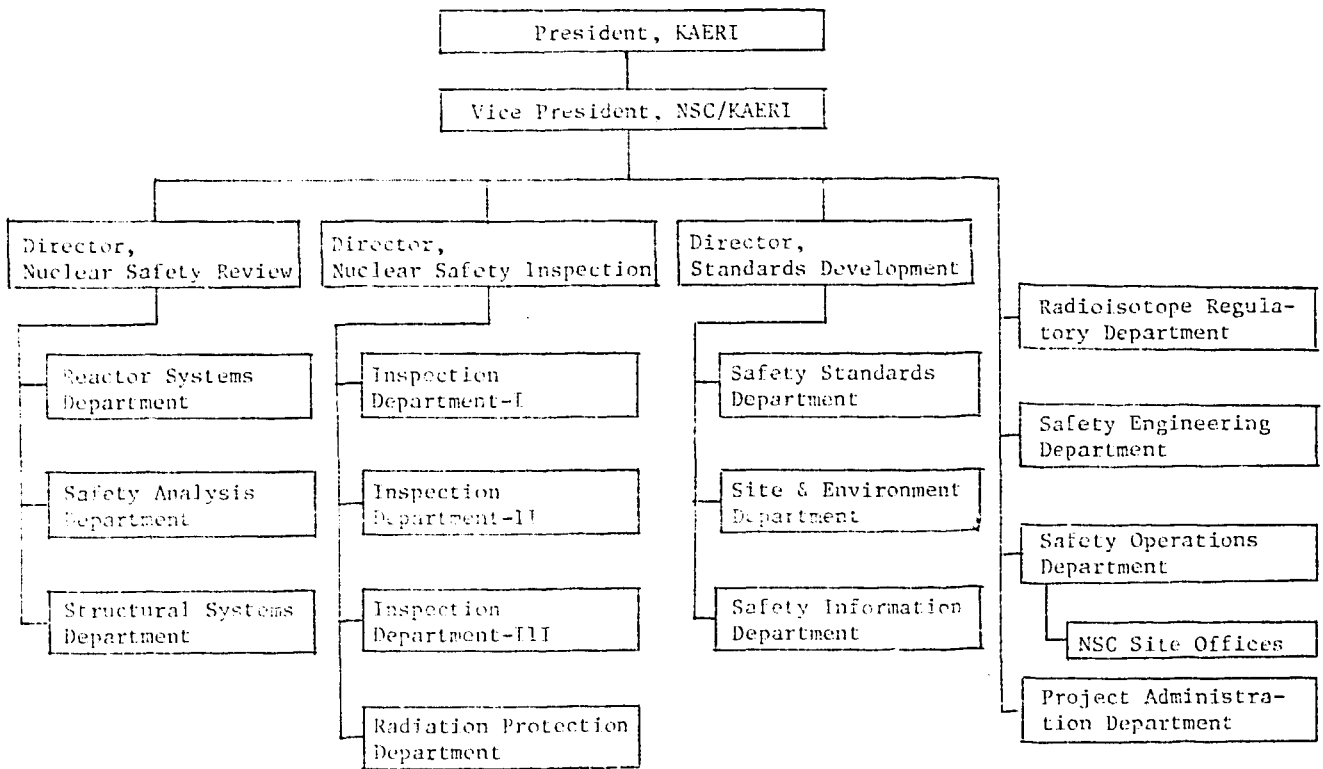 President, KAERI
Vice President, NSC/KAERI
Director,
Nuclear Safety Review
Reactor Systems
Department
Safety Analysis
Department
Structural Systems
Department
Director,
Nuclear Safety Inspection
Inspection
Department-I
Inspection
Department-II
Inspection
Department-III
Radiation Protection
Department
Director,
Standards Development
Safety Standards
Department
Site & Environment
Department
Safety Information
Department
Radioisotope Regula-
tory Department
Safety Engineering
Department
Safety Operations
Department
NSC Site Offices
Project Administra-
tion Department